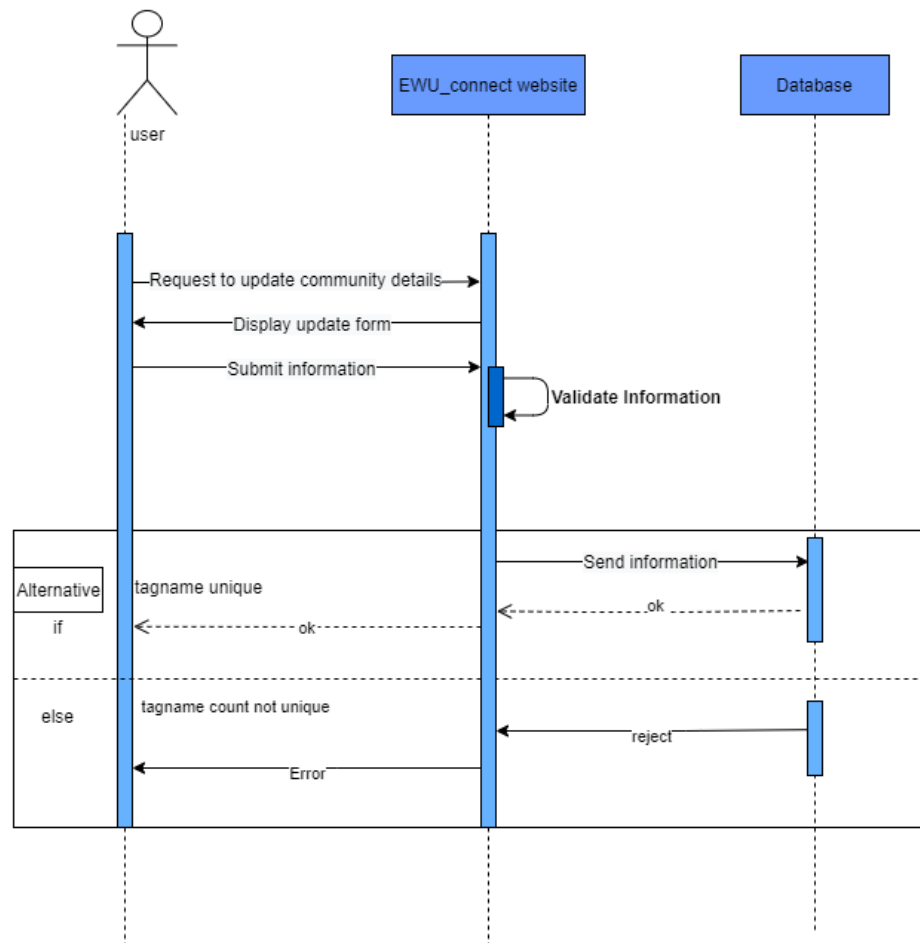 user
EWU_connect website
Database
Request to update community details
Display update form
Submit information
Validate Information
Send information
Alternative
tagname unique
ok
if
ok
tagname count not unique
else
reject
Error